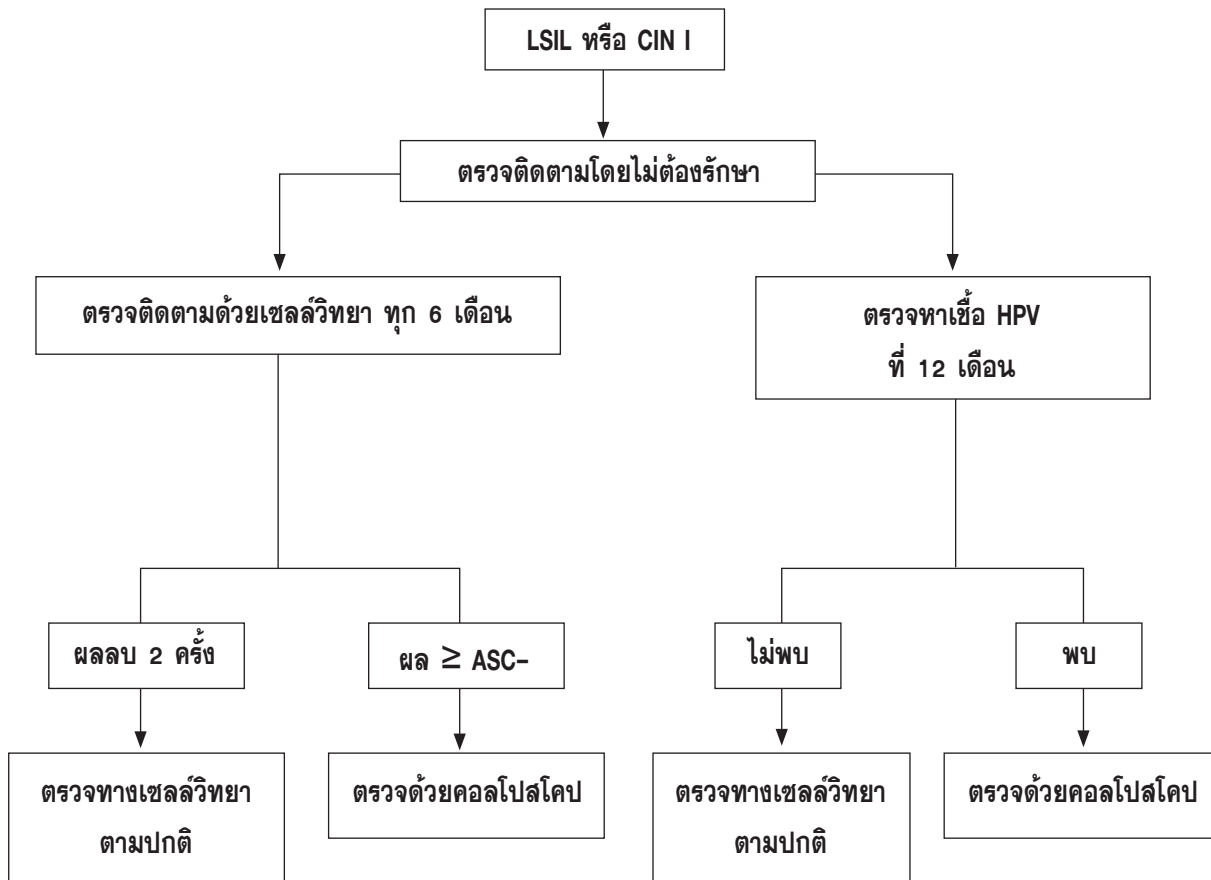 LSIL หรือ CIN I
ตรวจติดตามโดยไม่ต้องรักษา
ตรวจติดตามด้วยเซลล์วิทยา ทุก 6 เดือน
ตรวจหาเชื้อ HPV
ที่ 12 เดือน
ผลลบ 2 ครั้ง
ผล ≥ ASC-
ไม่พบ
พบ
ตรวจทางเซลล์วิทยา
ตามปกติ
ตรวจด้วยคอลโปสโคป
ตรวจทางเซลล์วิทยา
ตามปกติ
ตรวจด้วยคอลโปสโคป